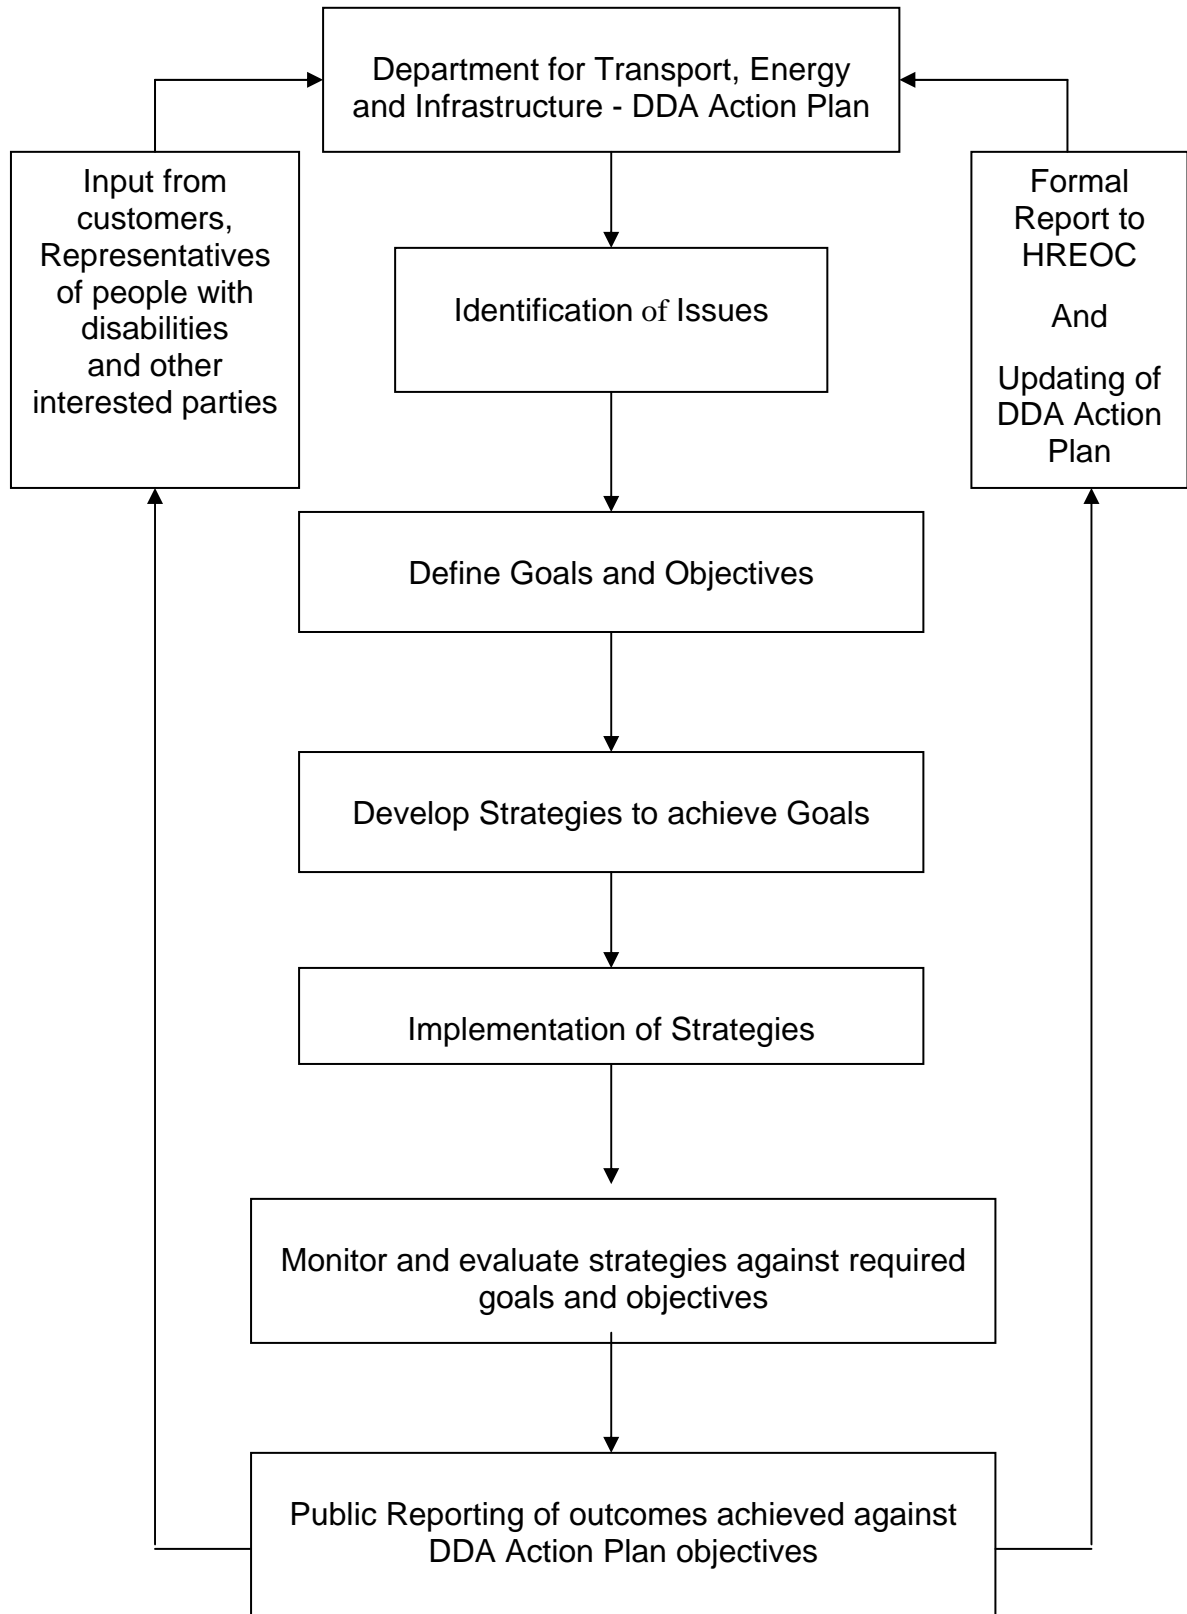 Department for Transport, Energy
and Infrastructure - DDA Action Plan
Input from
customers,
Representatives
of people with
disabilities
and other
interested parties
Formal
Report to
HREOC
And
Updating of
DDA Action
Plan
Identification of Issues
Define Goals and Objectives
Develop Strategies to achieve Goals
Implementation of Strategies
Monitor and evaluate strategies against required
goals and objectives
Public Reporting of outcomes achieved against
DDA Action Plan objectives